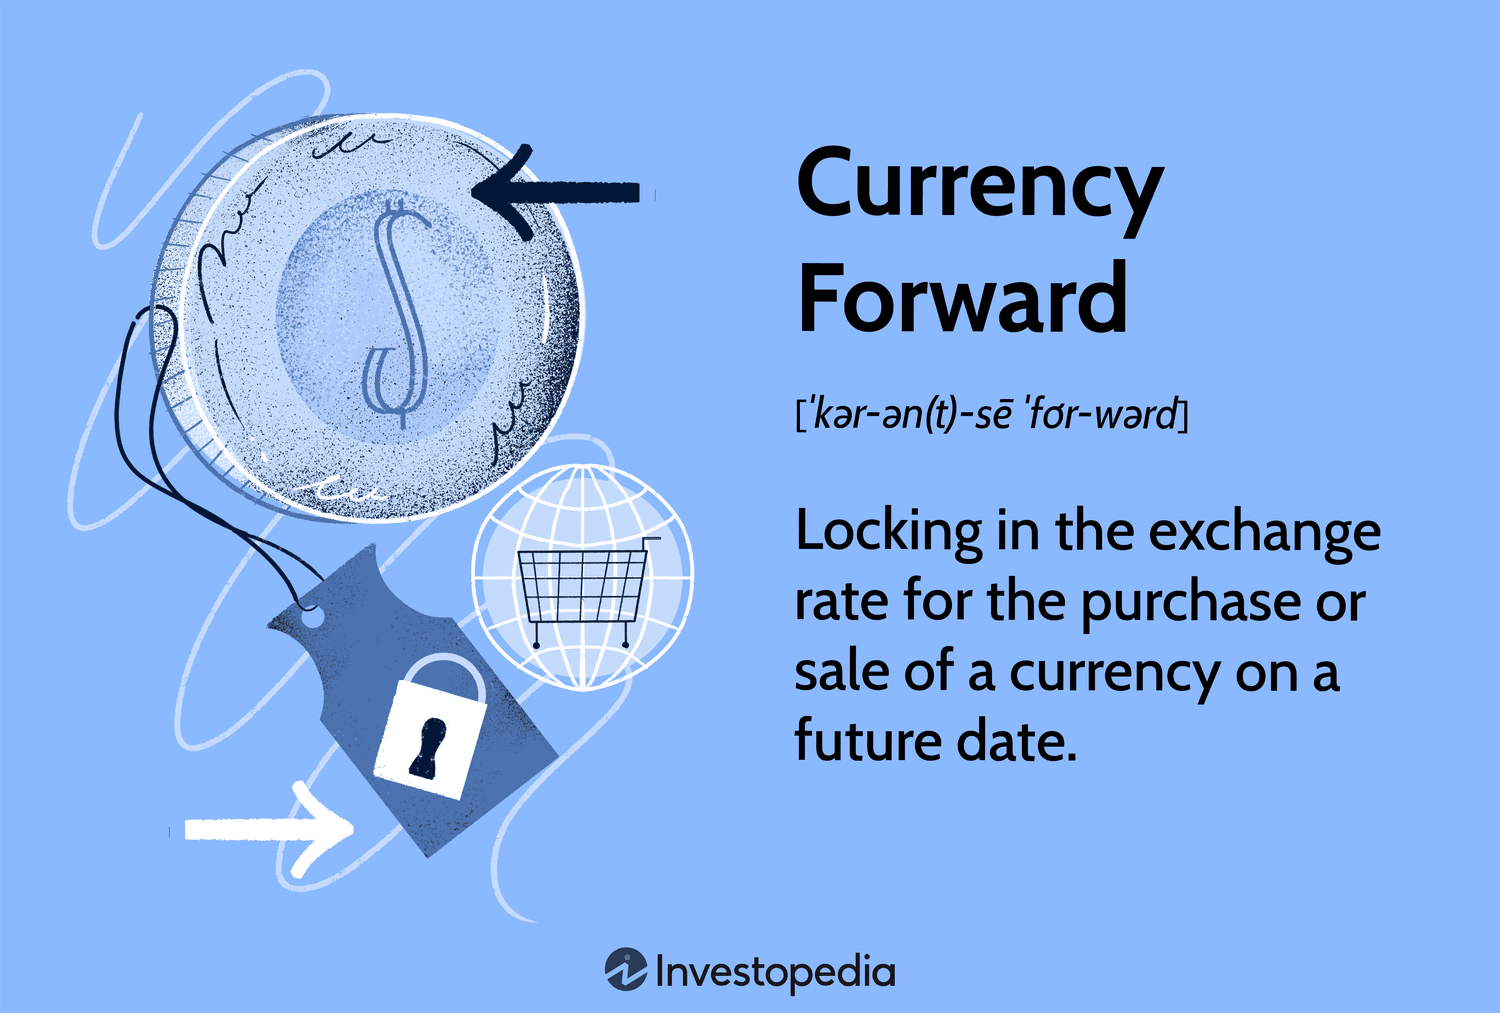 Currency
Forward
[ˈkər-ən(t)-sē ˈfȯr-wərd]
Locking in the exchange
rate for the purchase or
sale of a currency on a
future date.
Investopedia